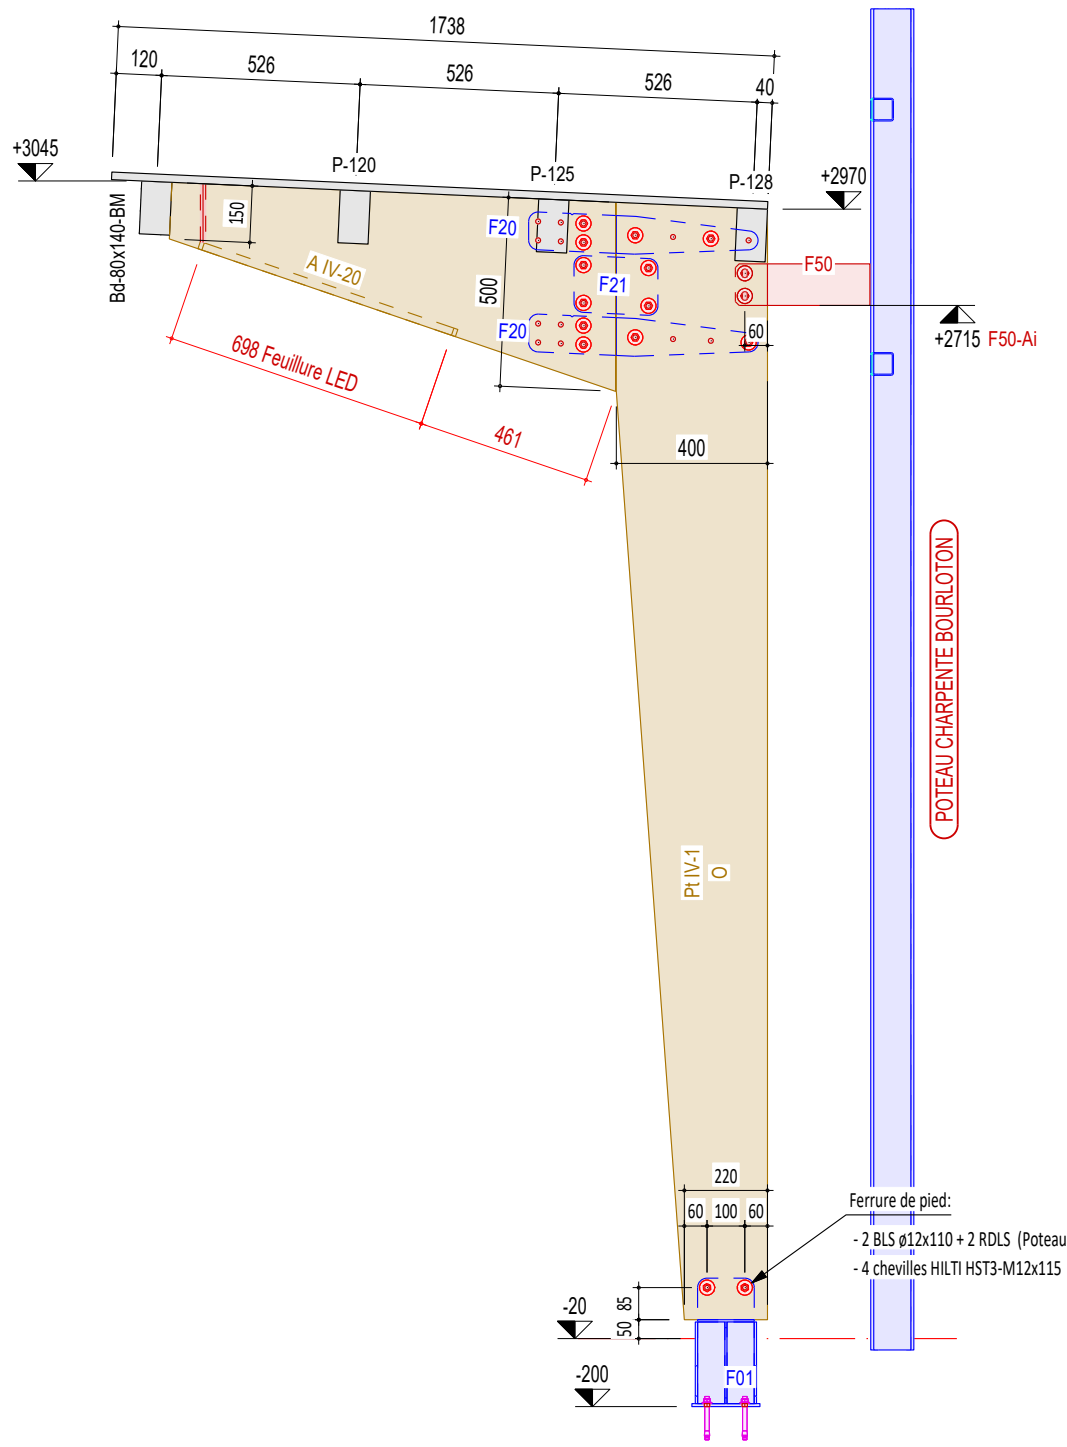 1738
120
526
526
526
40
+3045
P-120
P-125
P-128
+2970
150
F20
Bd-80x140-BM
A IV-20
500
F21
F50
F20
60
+2715 F50-Ai
698 Feuillure LED
461
400
POTEAU CHARPENTE BOURLOTON
Pt IV-1
O
220
60
100
60
Ferrure de pied:
- 2 BLS ø12x110 + 2 RDLS (Poteau
- 4 chevilles HILTI HST3-M12x115
85
50
-20
-200
F01